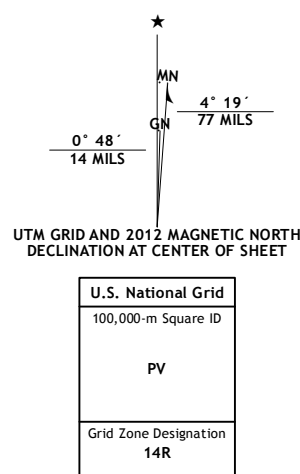 ★
MN
GN
4° 19´
77 MILS
0° 48´
14 MILS
UTM GRID AND 2012 MAGNETIC NORTH
DECLINATION AT CENTER OF SHEET
U.S. National Grid
100,000-m Square ID
PV
Grid Zone Designation
14R